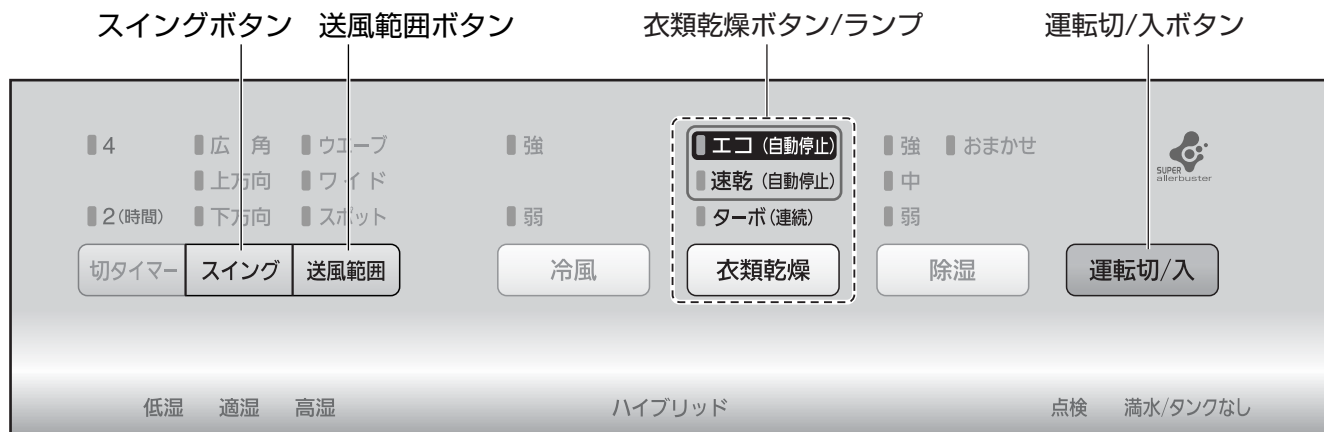 スイングボタン 送風範囲ボタン 衣類乾燥ボタン/ランプ 運転切/入ボタン
4 広 角 ウエーブ 強 エコ(自動停止) 強 おまかせ
上方向 ワイド 速乾(自動停止) 中
2(時間) 下方向 スポット 弱 ターボ(連続) 弱
SUPER
allerbuster
切タイマー スイング 送風範囲 冷風 衣類乾燥 除湿 運転切/入
低湿 適湿 高湿 ハイブリッド 点検 満水/タンクなし